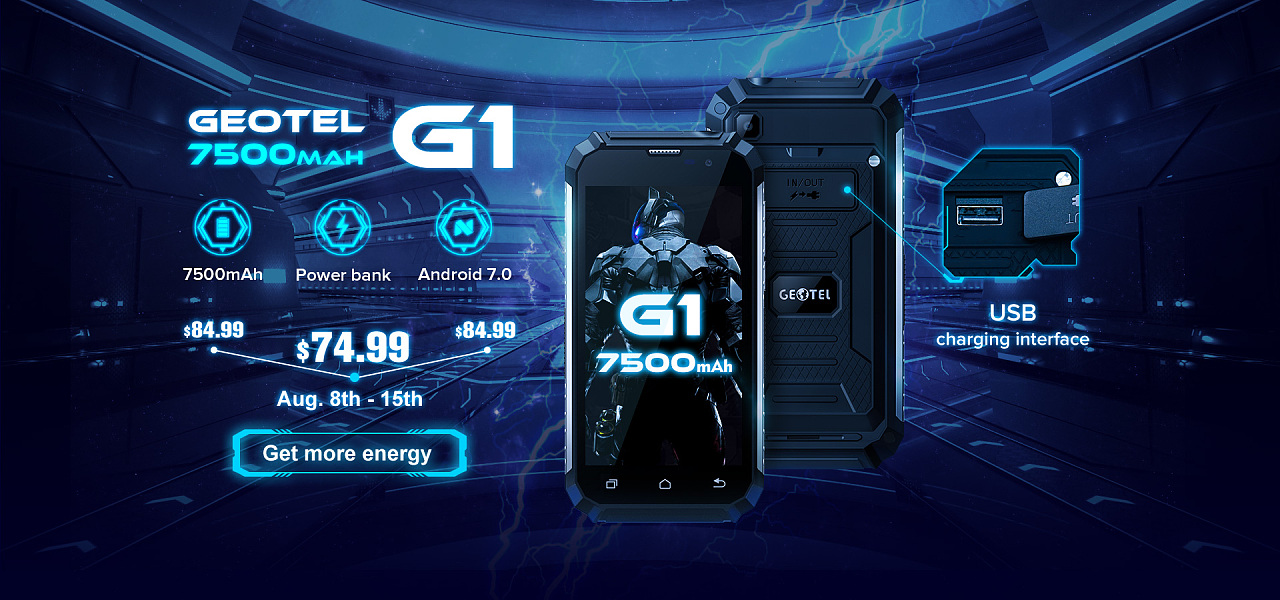 GEOTEL
7500MAH
G1
7500mAh
Power bank
Android 7.0
$84.99
$74.99
$84.99
Aug. 8th - 15th
Get more energy
G1
7500mAh
IN/OUT
GEOTEL
USB
charging interface